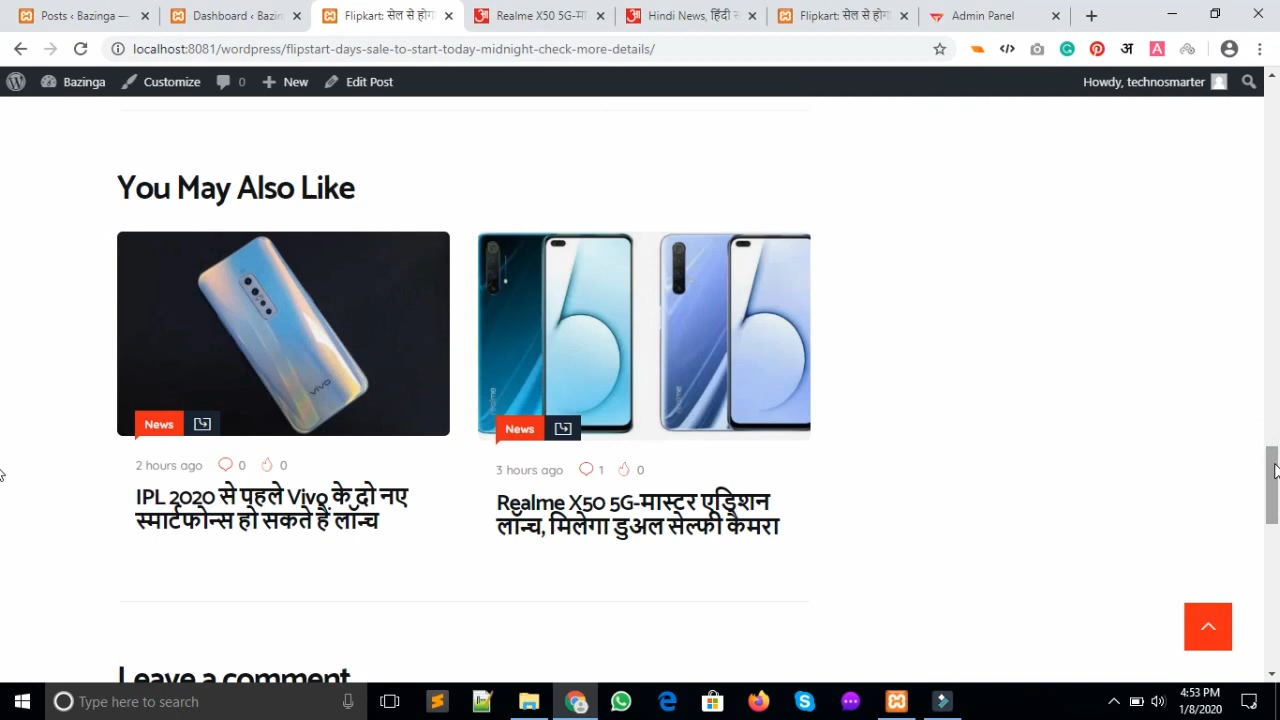 Posts ‹ Bazinga —
Dashboard ‹ Bazin
Flipkart: सेल से होग
Realme X50 5G-मा
Hindi News, हिंदी
Flipkart: सेल से होग
Admin Panel
localhost:8081/wordpress/flipstart-days-sale-to-start-today-midnight-check-more-details/
अ
A
Bazinga
Customize
0
New
Edit Post
Howdy, technosmarter
You May Also Like
vivo
realme
realme
News
News
2 hours ago 0 0
3 hours ago 1 0
IPL 2020 से पहले Vivo के दो नए
स्मार्टफोन्स हो सकते हैं लॉन्च
Realme X50 5G-मास्टर एडिशन
लॉन्च, मिलेगा डुअल सेल्फी कैमरा
Leave a comment
Type here to search
4:53 PM
1/8/2020